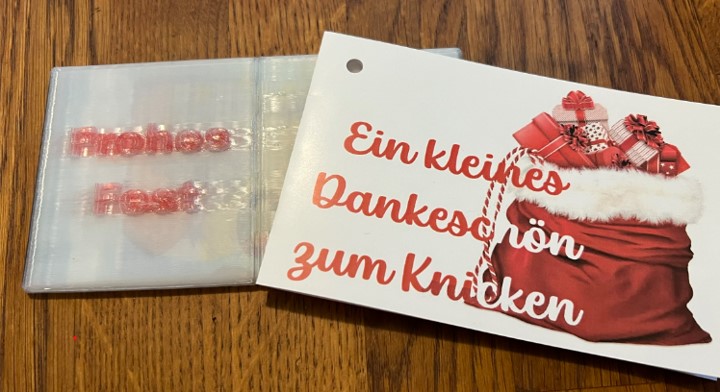 Frohes
Fest
Ein kleines
Dankeschön
zum Knicken